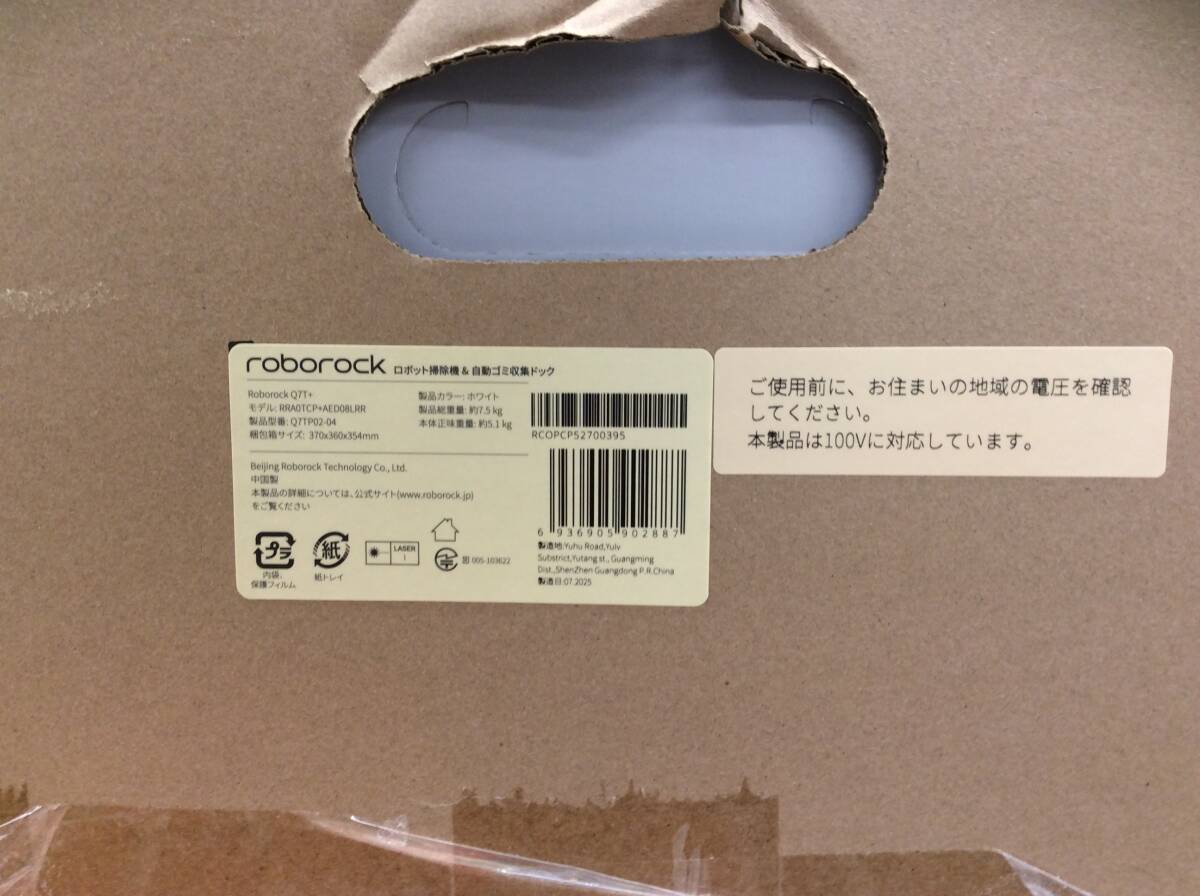 roborock ロボット掃除機 & 自動ゴミ収集ドック
Roborock Q7T+
モデル: RRA0TCP+AED08LRR
製品型番: Q7TP02-04
梱包箱サイズ: 370x360x354mm
製品カラー: ホワイト
製品総重量: 約7.5 kg
本体正味重量: 約5.1 kg
RCOPCP52700395
Beijing Roborock Technology Co., Ltd.
中国製
本製品の詳細については、公式サイト(www.roborock.jp)
をご覧ください
6 936905 902887
プラ
内袋、
保護フィルム
紙
紙トレイ
LASER
1
005-103622
製造地:Yuhu Road,Yulv
Substrict,Yutang st., Guangming
Dist.,ShenZhen Guangdong P.R.China
製造日:07.2025
ご使用前に、お住まいの地域の電圧を確認
してください。
本製品は100Vに対応しています。